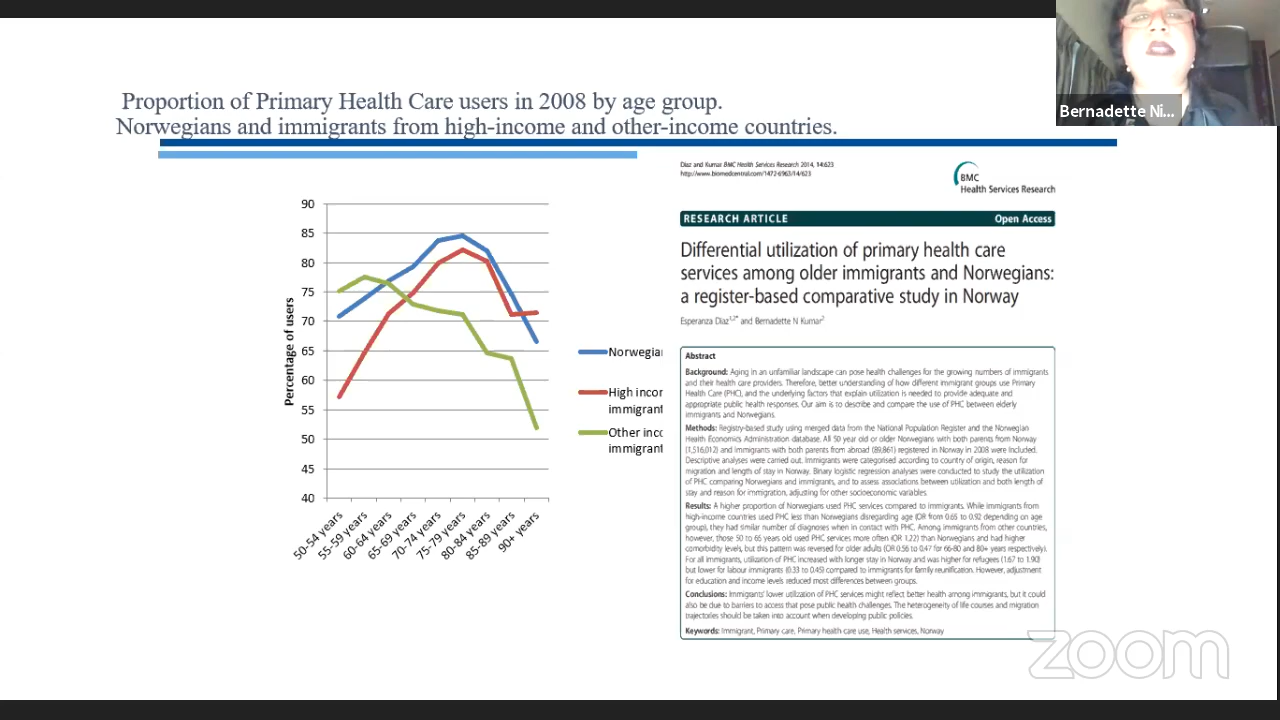 Bernadette Ni...
Proportion of Primary Health Care users in 2008 by age group.
Norwegians and immigrants from high-income and other-income countries.
90
85
80
75
70
65
60
55
50
45
40
Percentage of users
50-54 years
55-59 years
60-64 years
65-69 years
70-74 years
75-79 years
80-84 years
85-89 years
90+ years
Norwegian
High incor
immigrant
Other inc
immigrant
Diaz and Kumar BMC Health Services Research 2014, 14:623
http://www.biomedcentral.com/1472-6963/14/623
BMC
Health Services Research
RESEARCH ARTICLE
Open Access
Differential utilization of primary health care
services among older immigrants and Norwegians:
a register-based comparative study in Norway
Esperanza Diaz1,2* and Bernadette N Kumar2
Abstract
Background: Aging in an unfamiliar landscape can pose health challenges for the growing numbers of immigrants
and their health care providers. Therefore, better understanding of how different immigrant groups use Primary
Health Care (PHC), and the underlying factors that explain utilization is needed to provide adequate and
appropriate public health responses. Our aim is to describe and compare the use of PHC between elderly
immigrants and Norwegians.
Methods: Registry-based study using merged data from the National Population Register and the Norwegian
Health Economics Administration database. All 50 year old or older Norwegians with both parents from Norway
(1,516,012) and immigrants with both parents from abroad (89,861) registered in Norway in 2008 were included.
Descriptive analyses were carried out. Immigrants were categorised according to country of origin, reason for
migration and length of stay in Norway. Binary logistic regression analyses were conducted to study the utilization
of PHC comparing Norwegians and immigrants, and to assess associations between utilization and both length of
stay and reason for immigration, adjusting for other socioeconomic variables.
Results: A higher proportion of Norwegians used PHC services compared to immigrants. While immigrants from
high-income countries used PHC less than Norwegians disregarding age (OR from 0.65 to 0.92 depending on age
group), they had similar number of diagnoses when in contact with PHC. Among immigrants from other countries,
however, those 50 to 65 years old used PHC services more often (OR 1.22) than Norwegians and had higher
comorbidity levels, but this pattern was reversed for older adults (OR 0.56 to 0.47 for 66-80 and 80+ years respectively).
For all immigrants, utilization of PHC increased with longer stay in Norway and was higher for refugees (1.67 to 1.90)
but lower for labour immigrants (0.33 to 0.45) compared to immigrants for family reunification. However, adjustment
for education and income levels reduced most differences between groups.
Conclusions: Immigrants' lower utilization of PHC services might reflect better health among immigrants, but it could
also be due to barriers to access that pose public health challenges. The heterogeneity of life courses and migration
trajectories should be taken into account when developing public policies.
Keywords: Immigrant, Primary care, Primary health care use, Health services, Norway
zoom